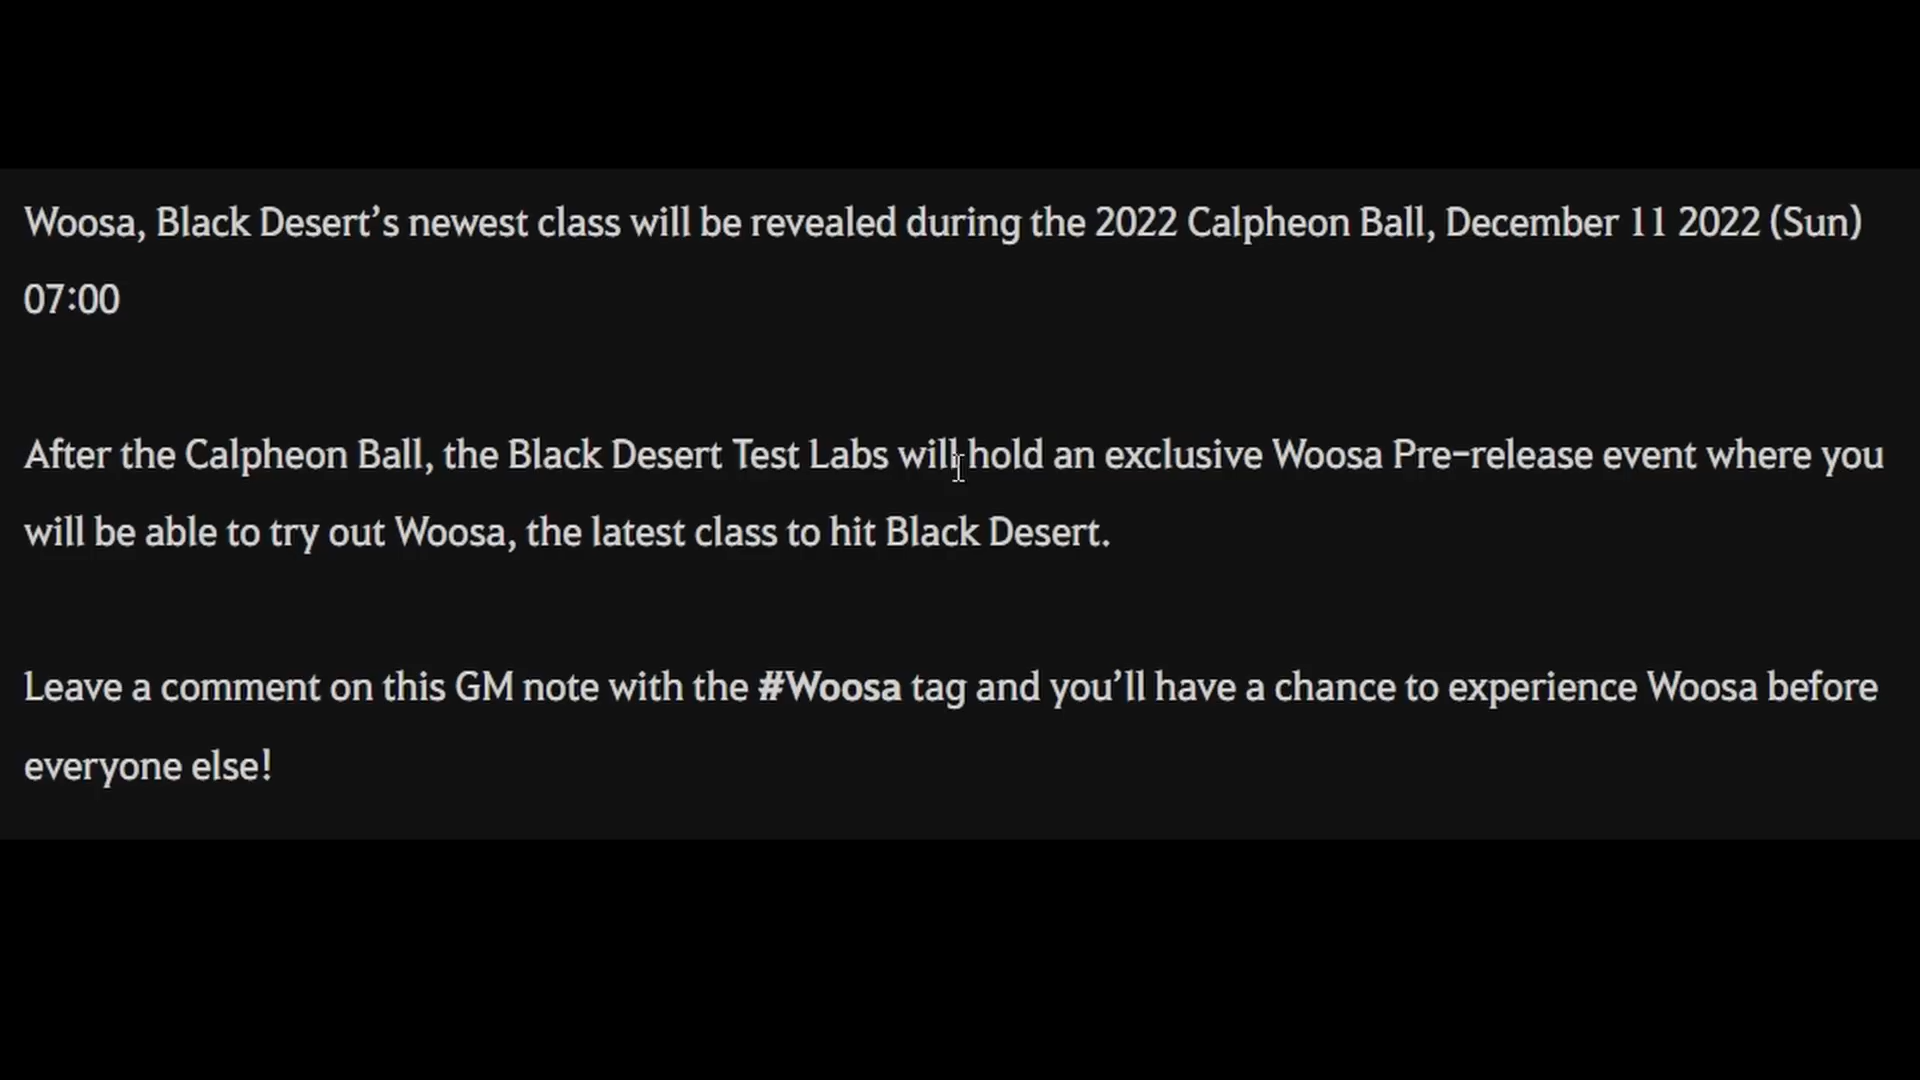 Woosa, Black Desert’s newest class will be revealed during the 2022 Calpheon Ball, December 11 2022 (Sun)
07:00
After the Calpheon Ball, the Black Desert Test Labs will hold an exclusive Woosa Pre-release event where you
will be able to try out Woosa, the latest class to hit Black Desert.
Leave a comment on this GM note with the #Woosa tag and you’ll have a chance to experience Woosa before
everyone else!